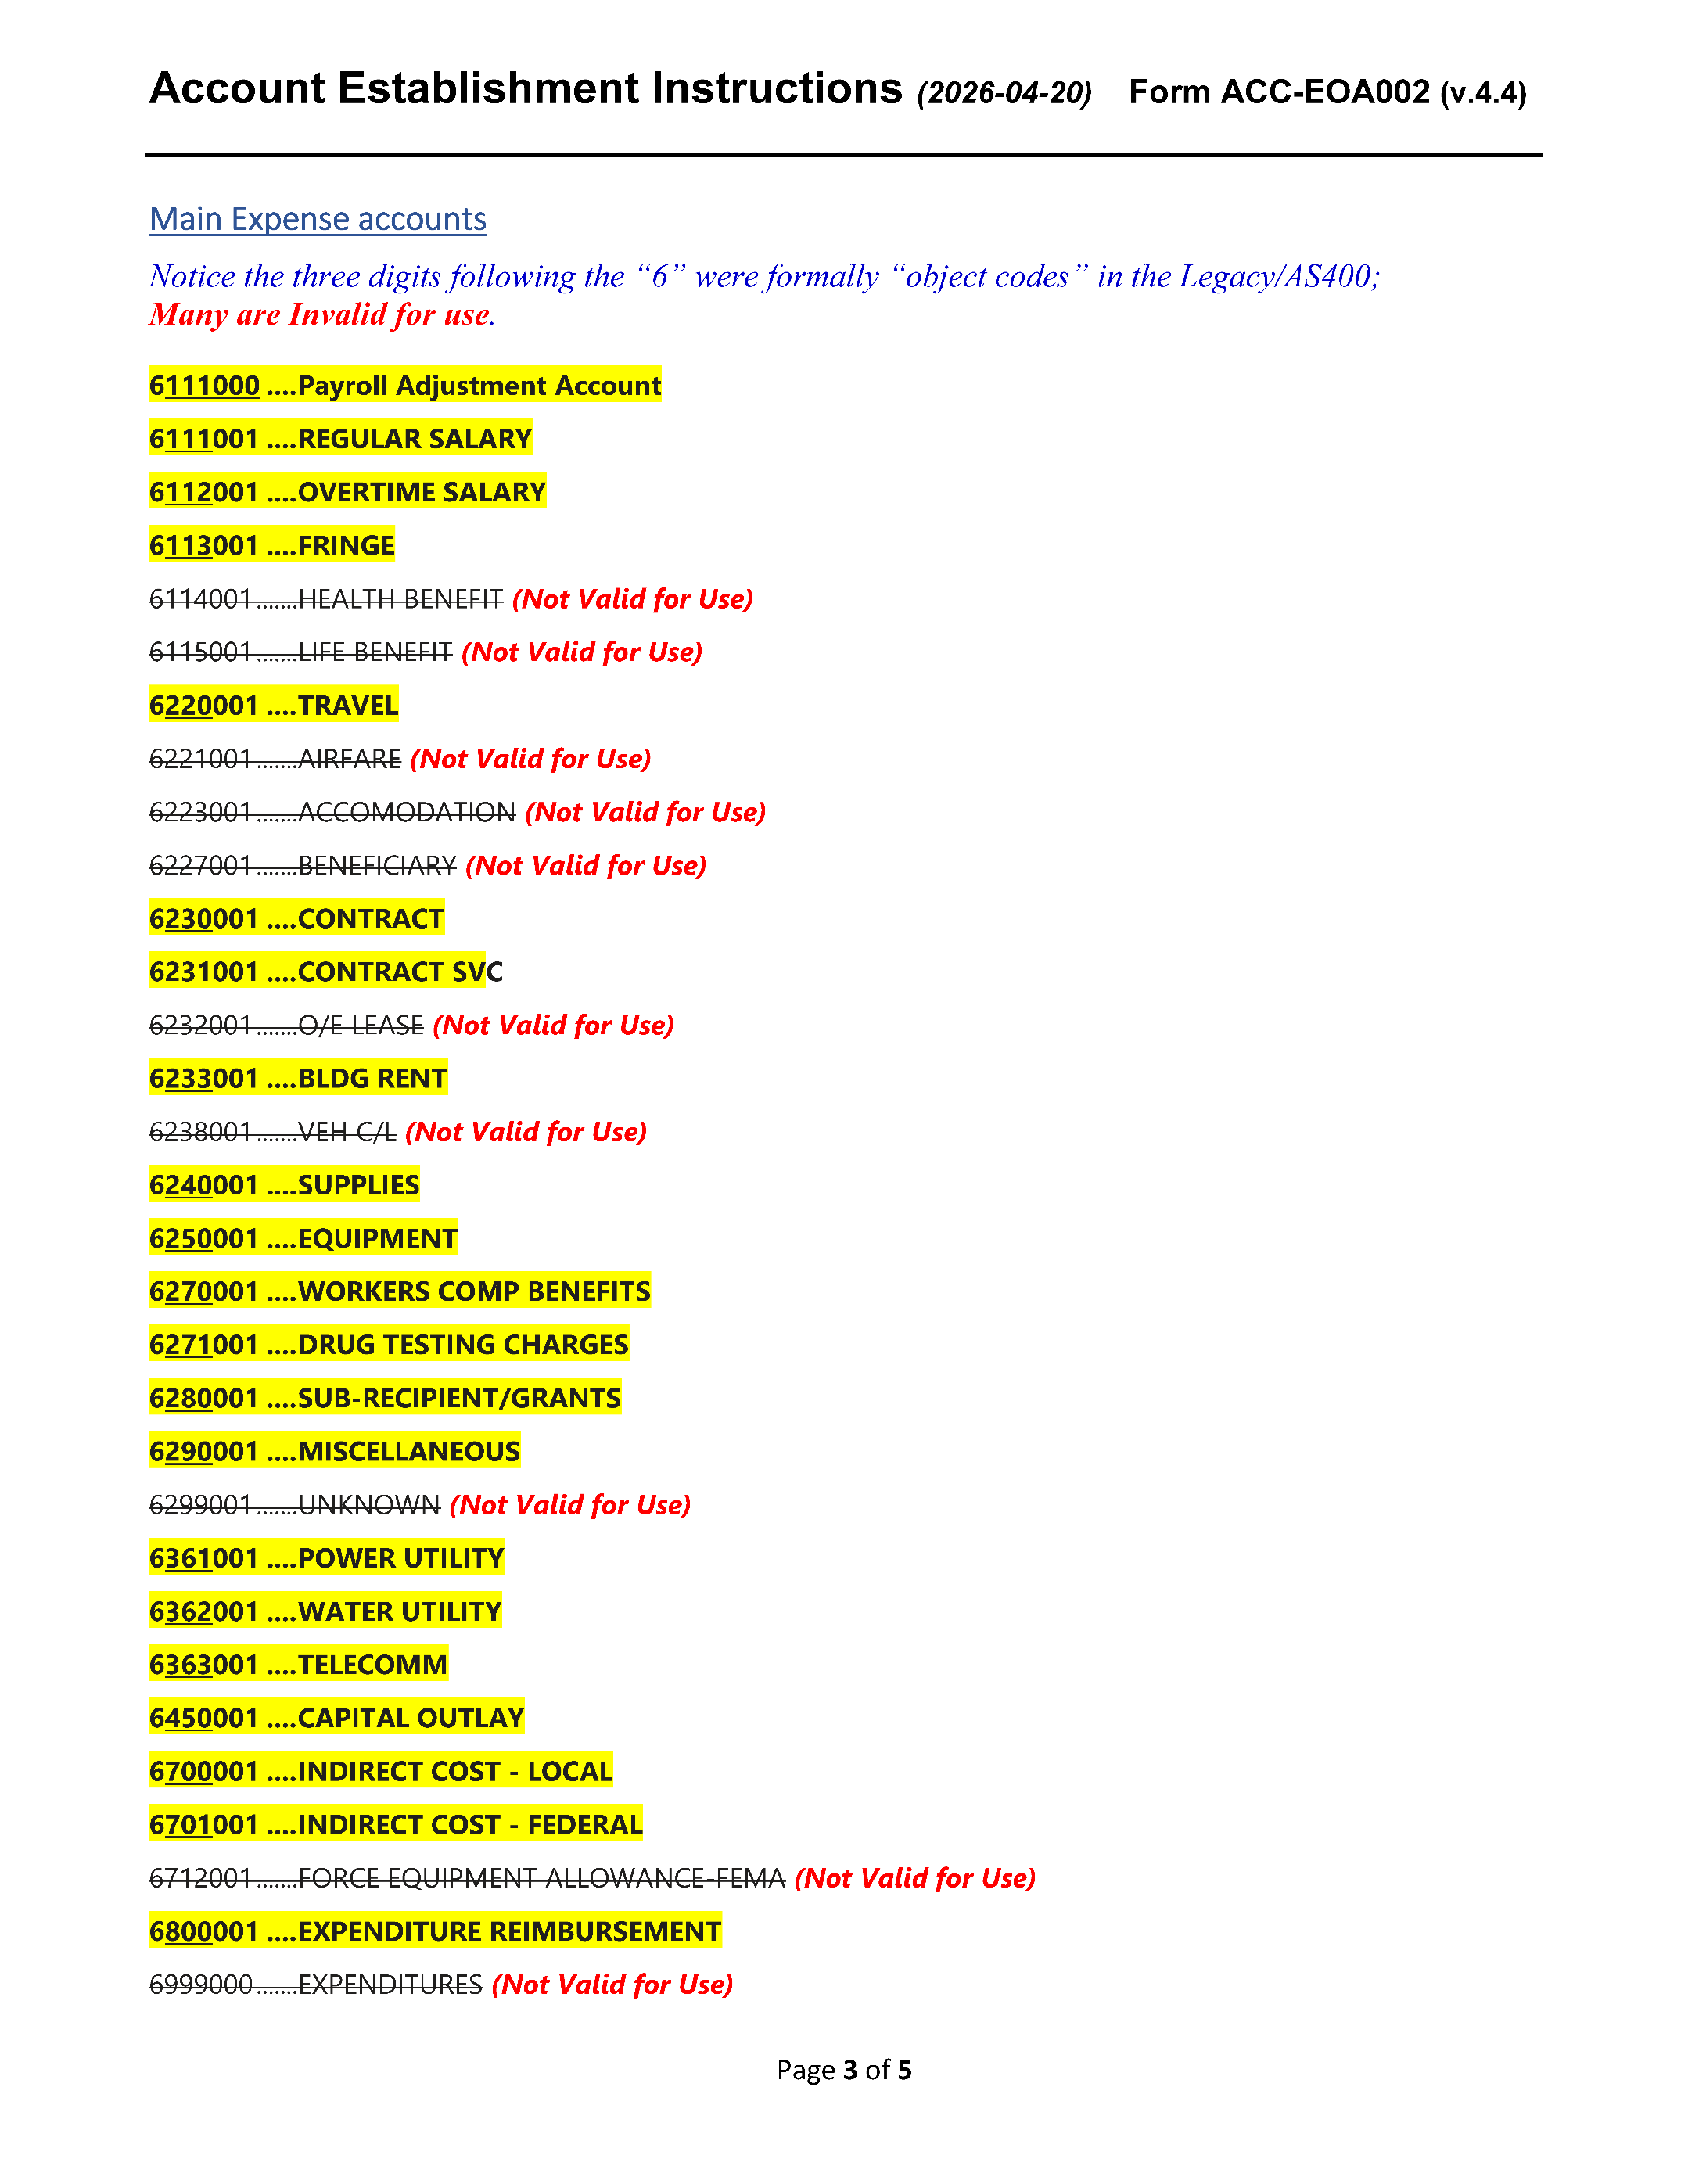 Account Establishment Instructions (2026-04-20) Form ACC-EOA002 (v.4.4)
Main Expense accounts
Notice the three digits following the “6” were formally “object codes” in the Legacy/AS400;
Many are Invalid for use.
6111000 ....Payroll Adjustment Account
6111001 ....REGULAR SALARY
6112001 ....OVERTIME SALARY
6113001 ....FRINGE
6114001.......HEALTH BENEFIT (Not Valid for Use)
6115001.......LIFE BENEFIT (Not Valid for Use)
6220001 ....TRAVEL
6221001.......AIRFARE (Not Valid for Use)
6223001.......ACCOMODATION (Not Valid for Use)
6227001.......BENEFICIARY (Not Valid for Use)
6230001 ....CONTRACT
6231001 ....CONTRACT SVC
6232001.......O/E LEASE (Not Valid for Use)
6233001 ....BLDG RENT
6238001.......VEH C/L (Not Valid for Use)
6240001 ....SUPPLIES
6250001 ....EQUIPMENT
6270001 ....WORKERS COMP BENEFITS
6271001 ....DRUG TESTING CHARGES
6280001 ....SUB-RECIPIENT/GRANTS
6290001 ....MISCELLANEOUS
6299001.......UNKNOWN (Not Valid for Use)
6361001 ....POWER UTILITY
6362001 ....WATER UTILITY
6363001 ....TELECOMM
6450001 ....CAPITAL OUTLAY
6700001 ....INDIRECT COST - LOCAL
6701001 ....INDIRECT COST - FEDERAL
6712001.......FORCE EQUIPMENT ALLOWANCE-FEMA (Not Valid for Use)
6800001 ....EXPENDITURE REIMBURSEMENT
6999000.......EXPENDITURES (Not Valid for Use)
Page 3 of 5